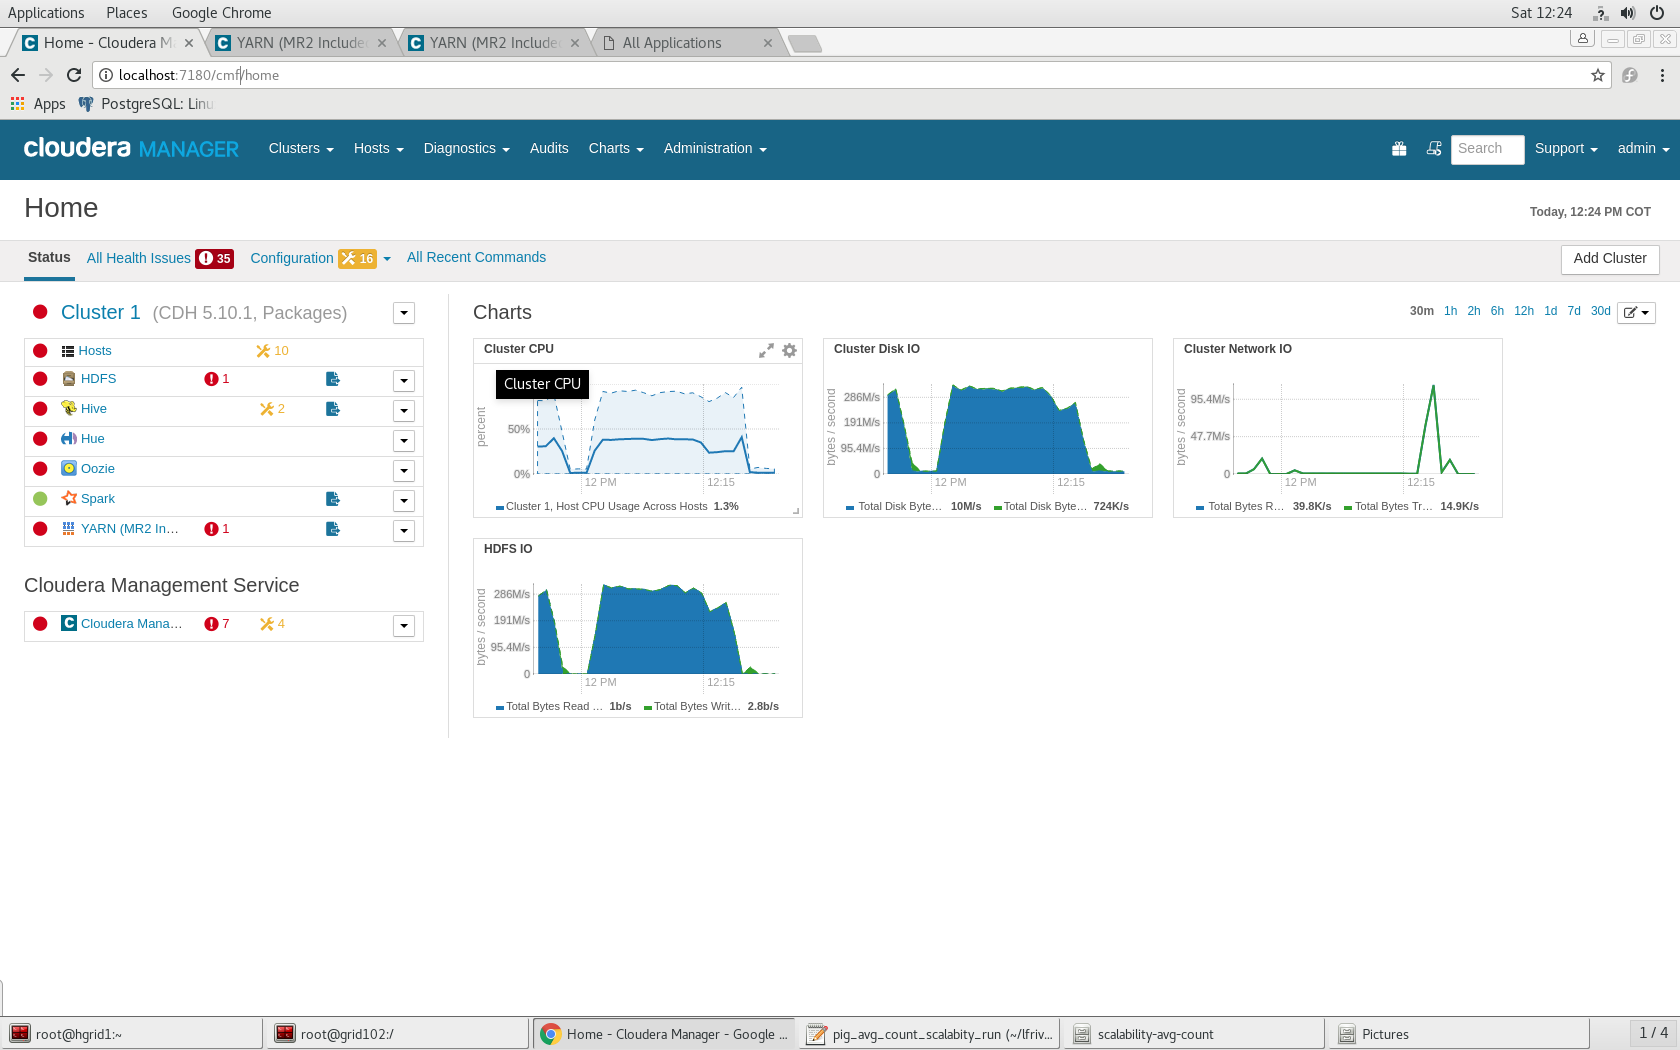 Applications Places Google Chrome Sat 12:24
Home - Cloudera M YARN (MR2 Include YARN (MR2 Include All Applications
localhost:7180/cmf/home
Apps PostgreSQL: Linu
cloudera MANAGER Clusters Hosts Diagnostics Audits Charts Administration Search Support admin
Home
Today, 12:24 PM COT
Status All Health Issues 35 Configuration 16 All Recent Commands Add Cluster
Cluster 1 (CDH 5.10.1, Packages)
Hosts 10
HDFS 1
Hive 2
Hue
Oozie
Spark
YARN (MR2 In... 1
Cloudera Management Service
Cloudera Mana... 7 4
Charts
30m 1h 2h 6h 12h 1d 7d 30d
Cluster CPU
Cluster CPU
percent
50%
0%
12 PM 12:15
Cluster 1, Host CPU Usage Across Hosts 1.3%
Cluster Disk IO
bytes / second
286M/s
191M/s
95.4M/s
0
12 PM 12:15
Total Disk Byte... 10M/s Total Disk Byte... 724K/s
Cluster Network IO
bytes / second
95.4M/s
47.7M/s
0
12 PM 12:15
Total Bytes R... 39.8K/s Total Bytes Tr... 14.9K/s
HDFS IO
bytes / second
286M/s
191M/s
95.4M/s
0
12 PM 12:15
Total Bytes Read ... 1b/s Total Bytes Writ... 2.8b/s
root@hgrid1:~ root@grid102:/ Home - Cloudera Manager - Google ... pig_avg_count_scalabity_run (~/lfriv... scalability-avg-count Pictures 1 / 4